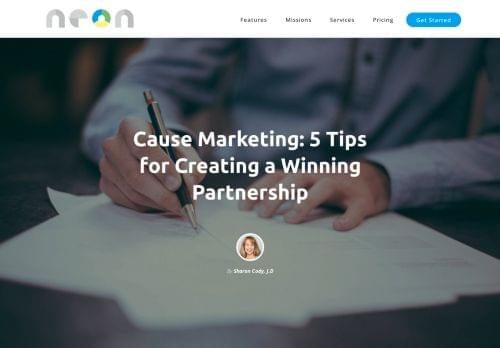 neon
Features
Missions
Services
Pricing
Get Started
Cause Marketing: 5 Tips
for Creating a Winning
Partnership
By Sharon Cody, J.D